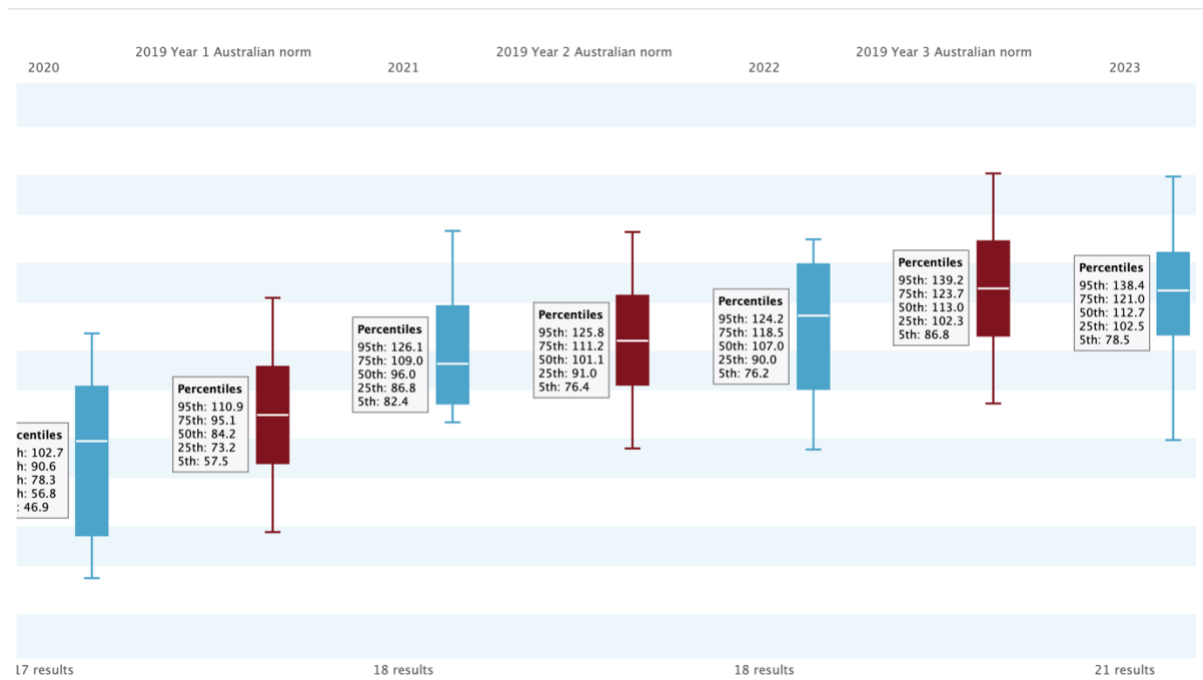 2019 Year 1 Australian norm
2019 Year 2 Australian norm
2019 Year 3 Australian norm
2020
2021
2022
2023
centiles
h: 102.7
h: 90.6
h: 78.3
h: 56.8
: 46.9
Percentiles
95th: 110.9
75th: 95.1
50th: 84.2
25th: 73.2
5th: 57.5
Percentiles
95th: 126.1
75th: 109.0
50th: 96.0
25th: 86.8
5th: 82.4
Percentiles
95th: 125.8
75th: 111.2
50th: 101.1
25th: 91.0
5th: 76.4
Percentiles
95th: 124.2
75th: 118.5
50th: 107.0
25th: 90.0
5th: 76.2
Percentiles
95th: 139.2
75th: 123.7
50th: 113.0
25th: 102.3
5th: 86.8
Percentiles
95th: 138.4
75th: 121.0
50th: 112.7
25th: 102.5
5th: 78.5
17 results
18 results
18 results
21 results